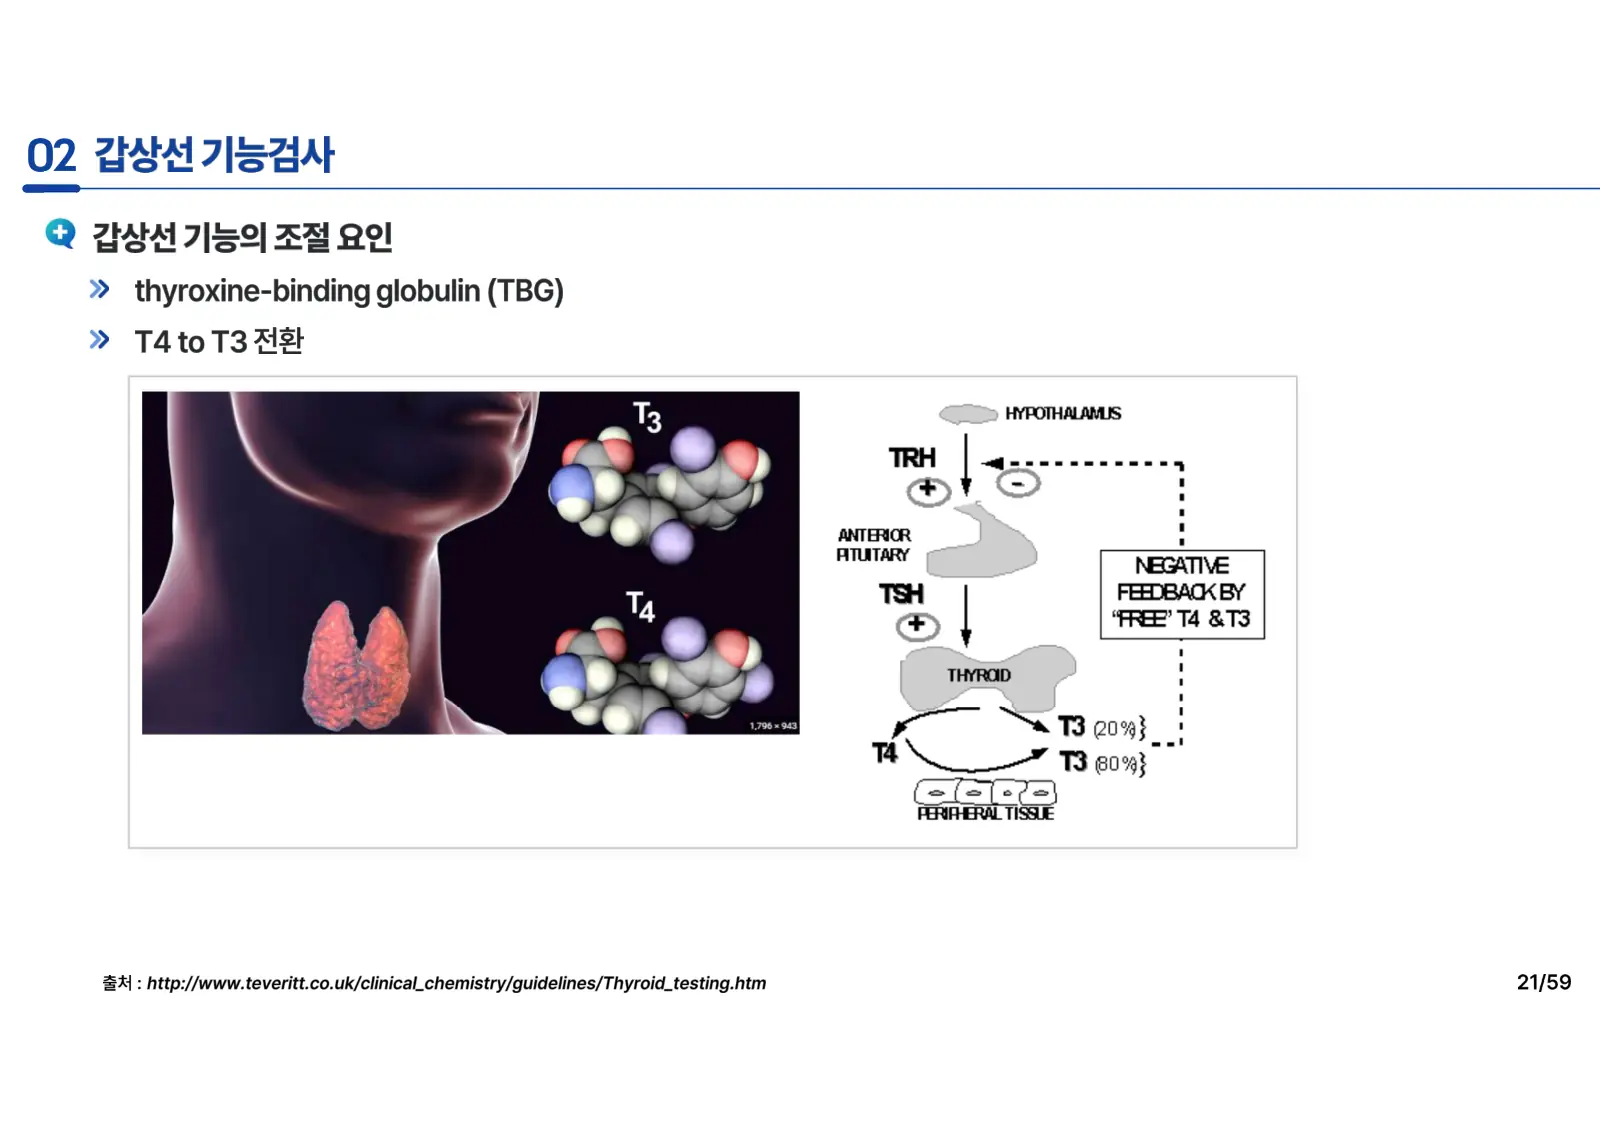 02 갑상선 기능검사
갑상선 기능의 조절 요인
thyroxine-binding globulin (TBG)
T4 to T3 전환
T3
T4
1,796 × 943
HYPOTHALAMUS
TRH
+
-
ANTERIOR
PITUITARY
TSH
+
NEGATIVE
FEEDBACK BY
“FREE” T4 & T3
THYROID
T3 (20%)}
T4
T3 (80%)}
PERIPHERAL TISSUE
출처 : http://www.teveritt.co.uk/clinical_chemistry/guidelines/Thyroid_testing.htm
21/59